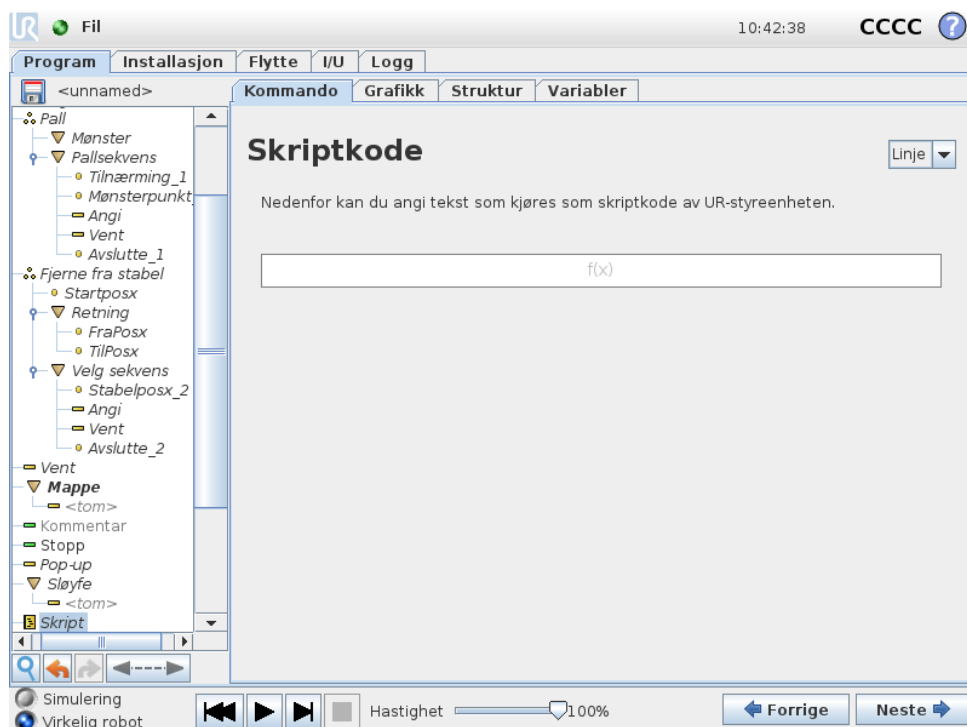 UR Fil 10:42:38 CCCC ?
Program Installasjon Flytte I/U Logg
<unnamed> Kommando Grafikk Struktur Variabler
Pall
Mønster
Pallsekvens
Tilnærming_1
Mønsterpunkt
Angi
Vent
Avslutte_1
Fjerne fra stabel
Startposx
Retning
FraPosx
TilPosx
Velg sekvens
Stabelposx_2
Angi
Vent
Avslutte_2
Vent
Mappe
<tom>
Kommentar
Stopp
Pop-up
Sløyfe
<tom>
Skript
Skriptkode
Linje
Nedenfor kan du angi tekst som kjøres som skriptkode av UR-styreenheten.
f(x)
Simulering
Virkelig robot
Hastighet 100% Forrige Neste